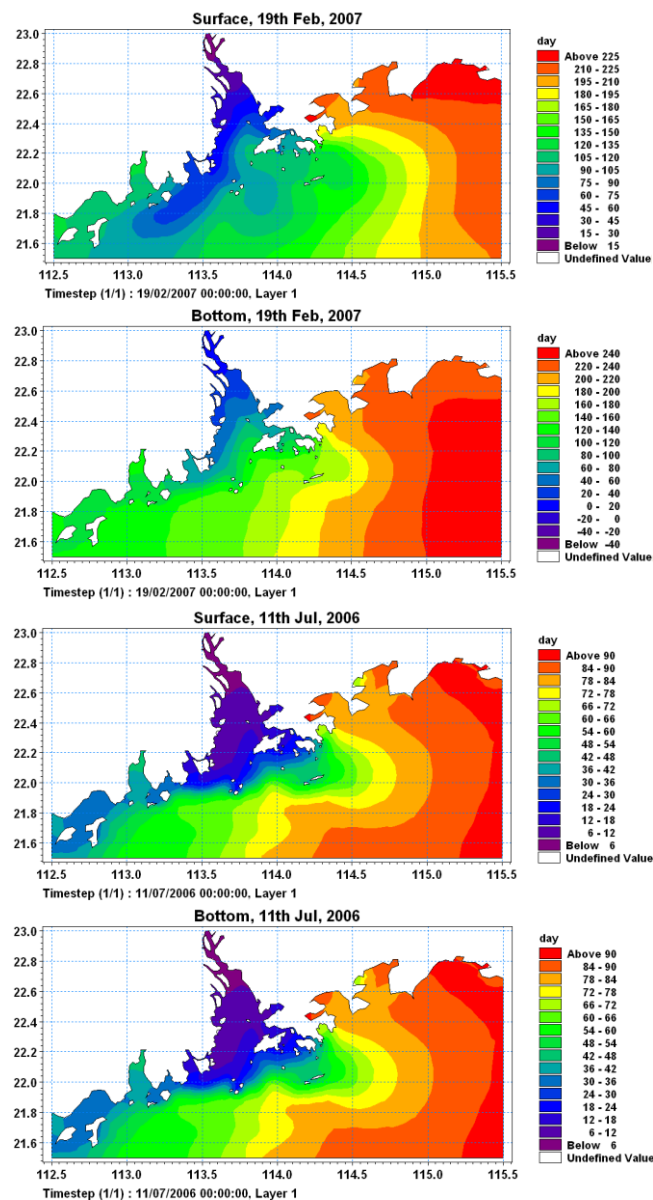 Surface, 19th Feb, 2007
23.0
22.8
22.6
22.4
22.2
22.0
21.8
21.6
112.5 113.0 113.5 114.0 114.5 115.0 115.5
Timestep (1/1) : 19/02/2007 00:00:00, Layer 1
day
Above 225
210 - 225
195 - 210
180 - 195
165 - 180
150 - 165
135 - 150
120 - 135
105 - 120
90 - 105
75 - 90
60 - 75
45 - 60
30 - 45
15 - 30
Below 15
Undefined Value
Bottom, 19th Feb, 2007
23.0
22.8
22.6
22.4
22.2
22.0
21.8
21.6
112.5 113.0 113.5 114.0 114.5 115.0 115.5
Timestep (1/1) : 19/02/2007 00:00:00, Layer 1
day
Above 240
220 - 240
200 - 220
180 - 200
160 - 180
140 - 160
120 - 140
100 - 120
80 - 100
60 - 80
40 - 60
20 - 40
0 - 20
-20 - 0
-40 - -20
Below -40
Undefined Value
Surface, 11th Jul, 2006
23.0
22.8
22.6
22.4
22.2
22.0
21.8
21.6
112.5 113.0 113.5 114.0 114.5 115.0 115.5
Timestep (1/1) : 11/07/2006 00:00:00, Layer 1
day
Above 90
84 - 90
78 - 84
72 - 78
66 - 72
60 - 66
54 - 60
48 - 54
42 - 48
36 - 42
30 - 36
24 - 30
18 - 24
12 - 18
6 - 12
Below 6
Undefined Value
Bottom, 11th Jul, 2006
23.0
22.8
22.6
22.4
22.2
22.0
21.8
21.6
112.5 113.0 113.5 114.0 114.5 115.0 115.5
Timestep (1/1) : 11/07/2006 00:00:00, Layer 1
day
Above 90
84 - 90
78 - 84
72 - 78
66 - 72
60 - 66
54 - 60
48 - 54
42 - 48
36 - 42
30 - 36
24 - 30
18 - 24
12 - 18
6 - 12
Below 6
Undefined Value